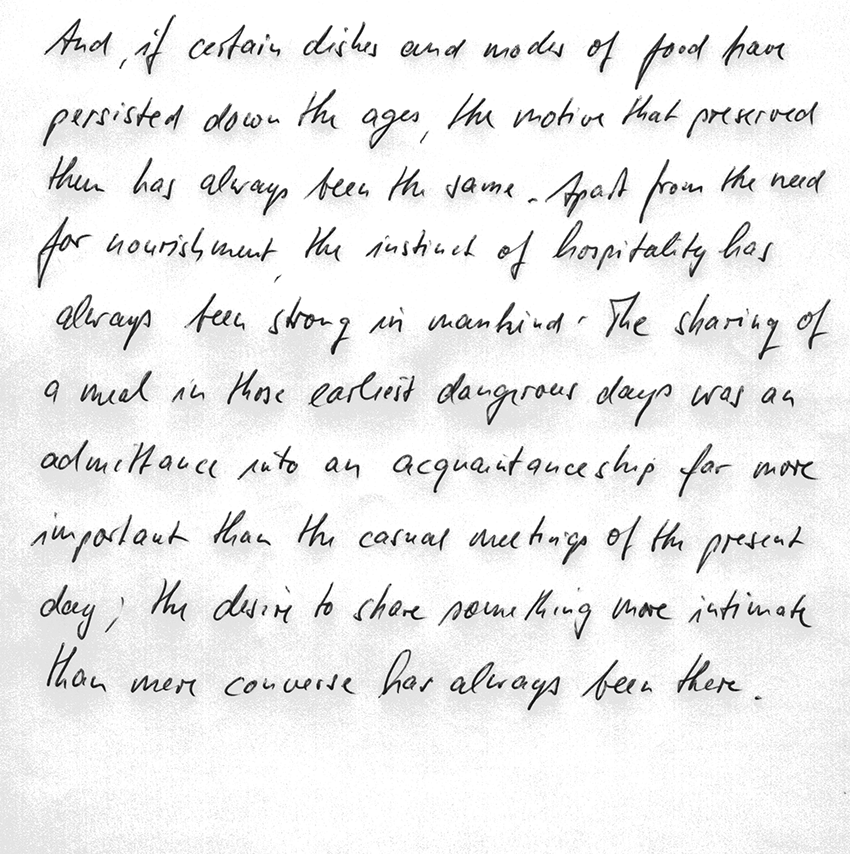 And, if certain dishes and modes of food have
persisted down the ages, the motive that preserved
them has always been the same. Apart from the need
for nourishment, the instinct of hospitality has
always been strong in mankind. The sharing of
a meal in those earliest dangerous days was an
admittance into an acquaintanceship far more
important than the casual meetings of the present
day; the desire to share something more intimate
than mere converse has always been there.